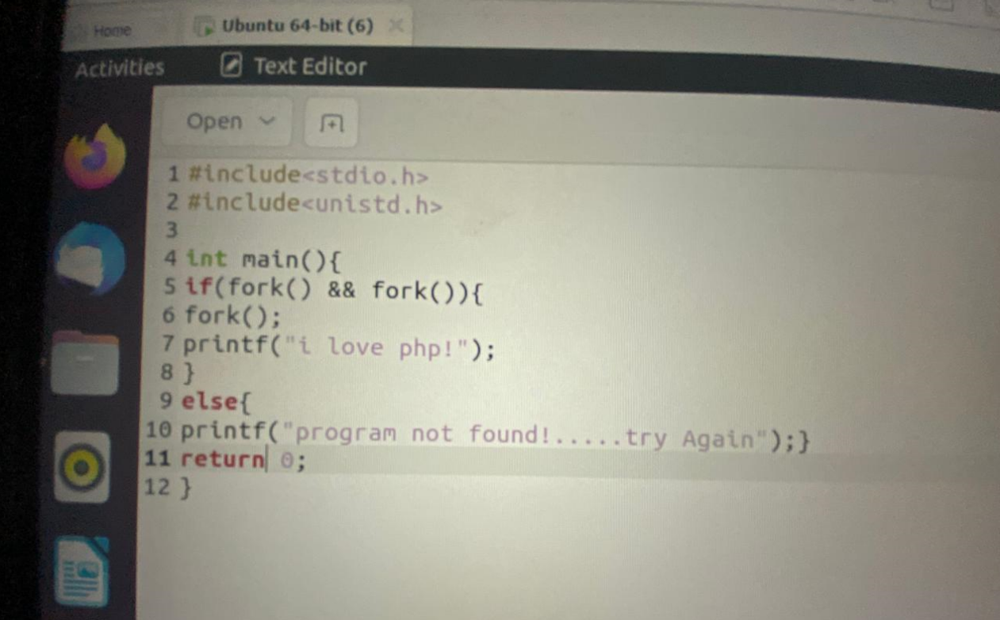 Home
Ubuntu 64-bit (6)
Activities
Text Editor
Open
1 #include<stdio.h>
2 #include<unistd.h>
3
4 int main(){
5 if(fork() && fork()){
6 fork();
7 printf("i love php!");
8 }
9 else{
10 printf("program not found!.....try Again");}
11 return 0;
12 }